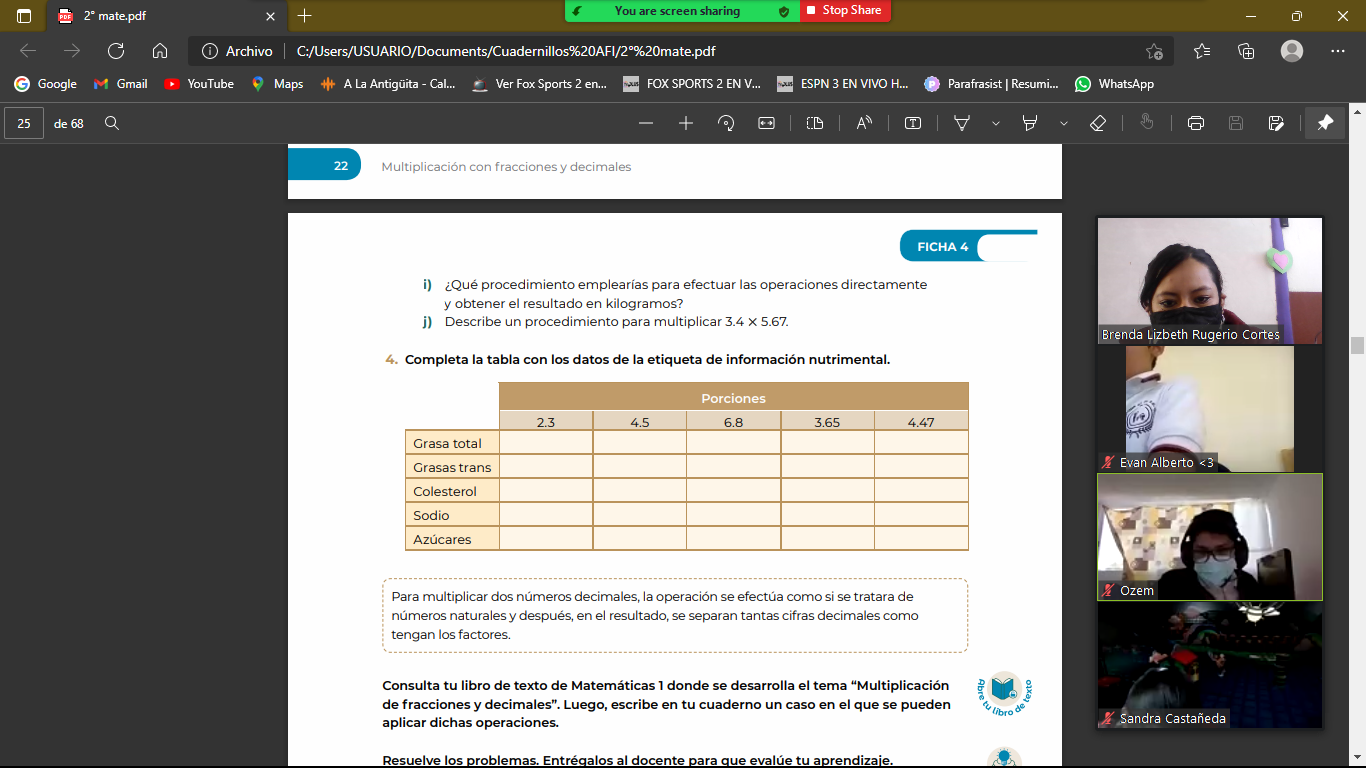 2° mate.pdf
You are screen sharing
Stop Share
Archivo
C:/Users/USUARIO/Documents/Cuadernillos%20AFI/2°%20mate.pdf
Google
Gmail
YouTube
Maps
A La Antigüita - Cal...
Ver Fox Sports 2 en...
FOX SPORTS 2 EN V...
ESPN 3 EN VIVO H...
Parafrasist | Resumi...
WhatsApp
25 de 68
22 Multiplicación con fracciones y decimales
FICHA 4
i) ¿Qué procedimiento emplearías para efectuar las operaciones directamente
y obtener el resultado en kilogramos?
j) Describe un procedimiento para multiplicar 3.4 × 5.67.
4. Completa la tabla con los datos de la etiqueta de información nutrimental.
Porciones
2.3 4.5 6.8 3.65 4.47
Grasa total
Grasas trans
Colesterol
Sodio
Azúcares
Para multiplicar dos números decimales, la operación se efectúa como si se tratara de
números naturales y después, en el resultado, se separan tantas cifras decimales como
tengan los factores.
Consulta tu libro de texto de Matemáticas 1 donde se desarrolla el tema “Multiplicación
de fracciones y decimales”. Luego, escribe en tu cuaderno un caso en el que se pueden
aplicar dichas operaciones.
Abre tu libro de texto
Resuelve los problemas. Entrégalos al docente para que evalúe tu aprendizaje.
Brenda Lizbeth Rugerio Cortes
Evan Alberto <3
Ozem
Sandra Castañeda